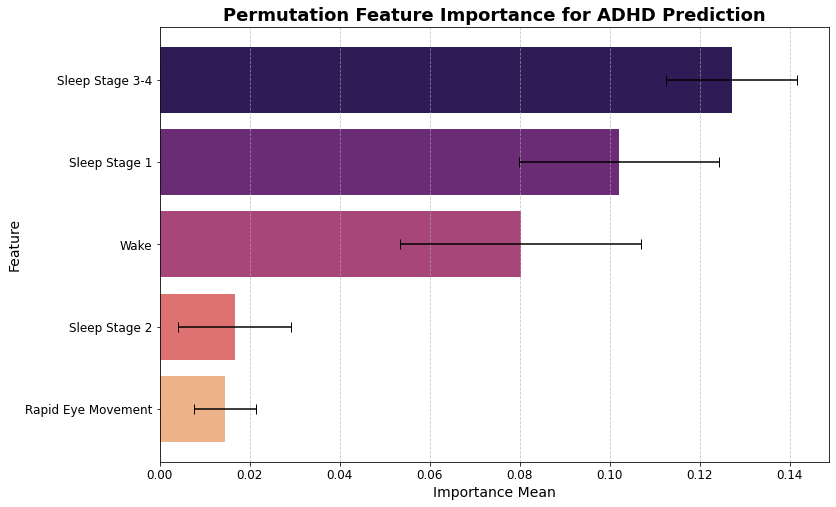 Permutation Feature Importance for ADHD Prediction
Feature
Sleep Stage 3-4
Sleep Stage 1
Wake
Sleep Stage 2
Rapid Eye Movement
0.00 0.02 0.04 0.06 0.08 0.10 0.12 0.14
Importance Mean